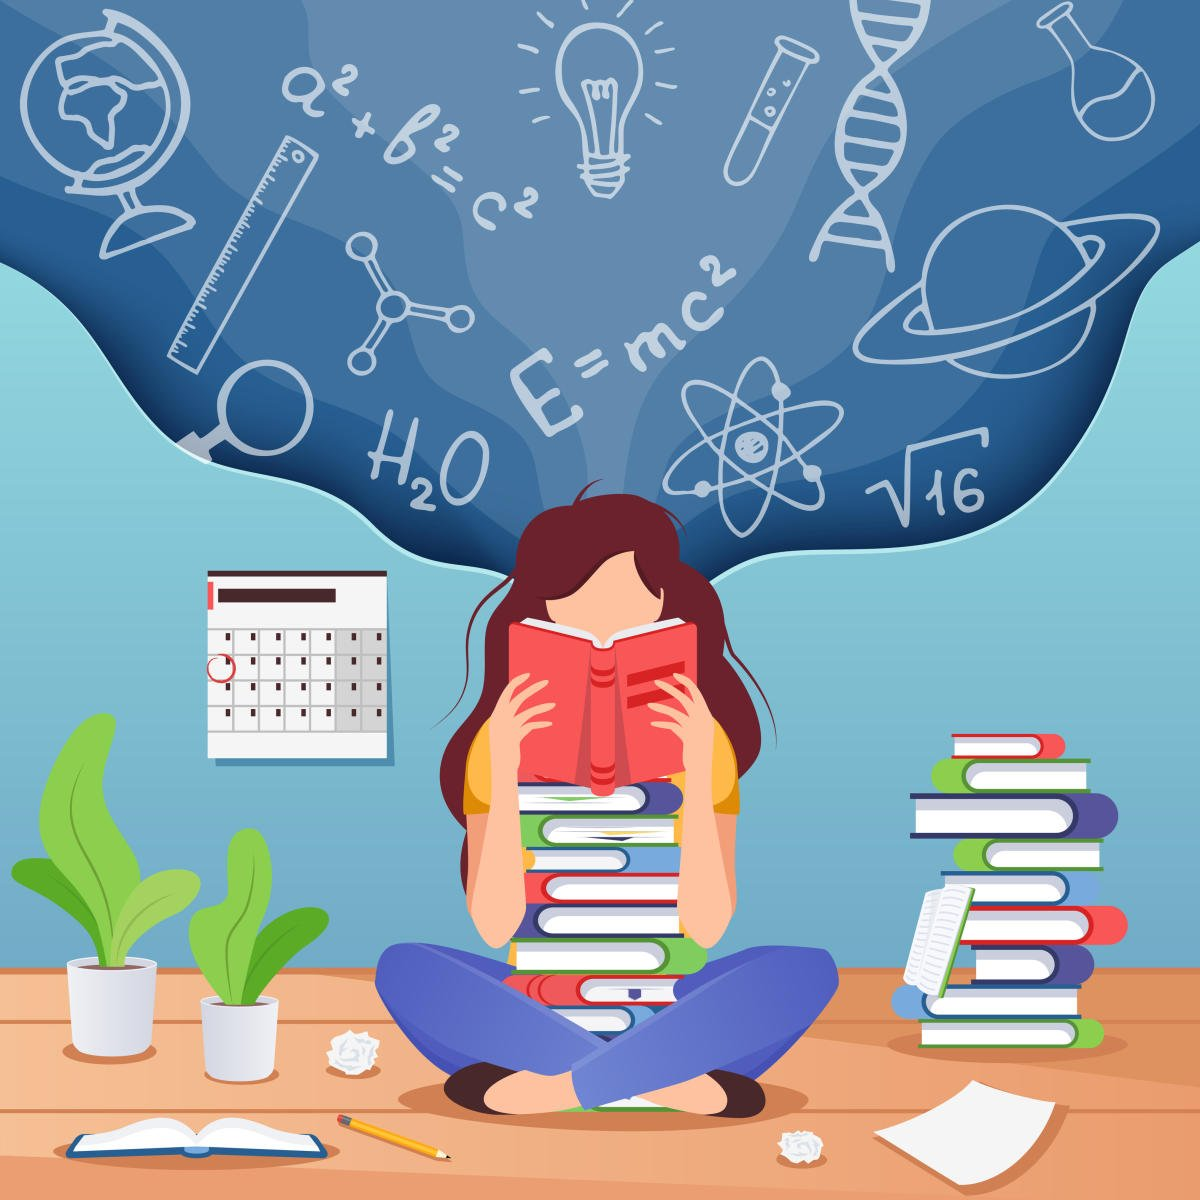 a² + b² = c²
E = mc²
H₂O
√16